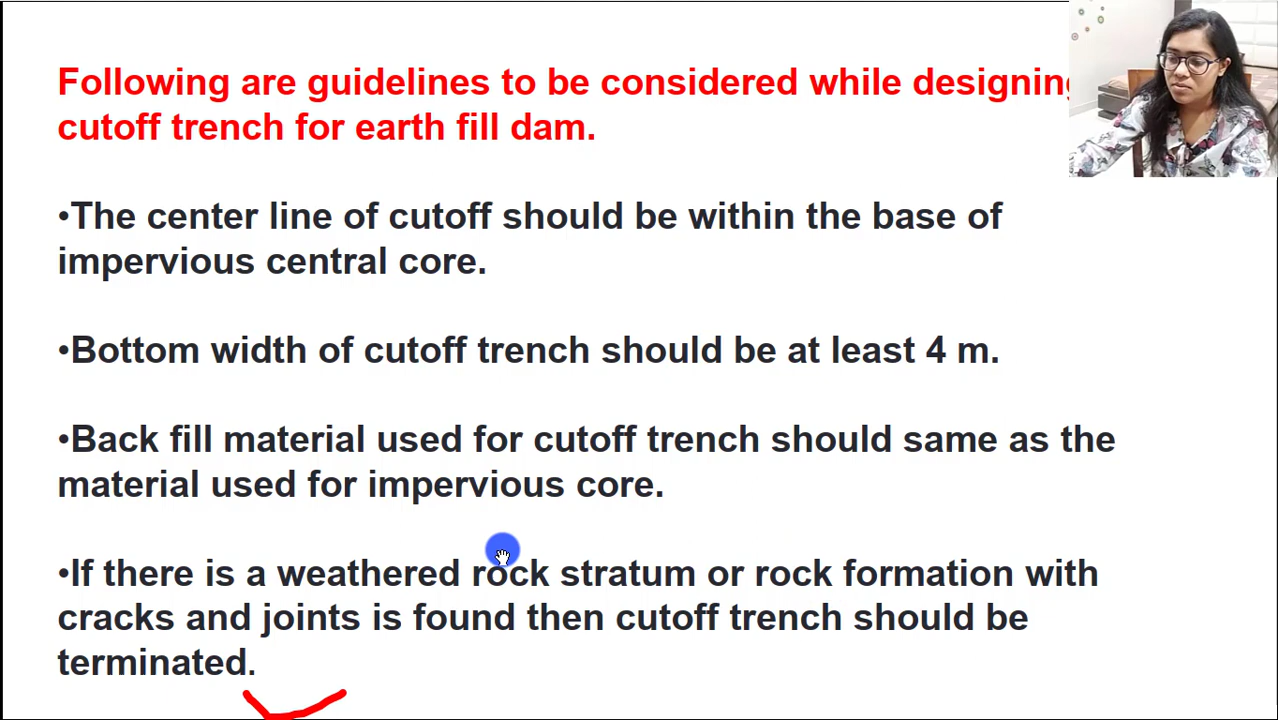 Following are guidelines to be considered while designing
cutoff trench for earth fill dam.
•The center line of cutoff should be within the base of
impervious central core.
•Bottom width of cutoff trench should be at least 4 m.
•Back fill material used for cutoff trench should same as the
material used for impervious core.
•If there is a weathered rock stratum or rock formation with
cracks and joints is found then cutoff trench should be
terminated.